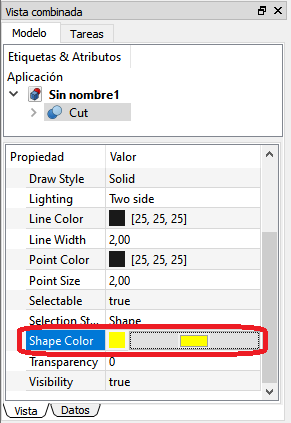 Vista combinada
Modelo Tareas
Etiquetas & Atributos
Aplicación
Sin nombre1
Cut
Propiedad Valor
Draw Style Solid
Lighting Two side
Line Color [25, 25, 25]
Line Width 2,00
Point Color [25, 25, 25]
Point Size 2,00
Selectable true
Selection St... Shape
Shape Color
Transparency 0
Visibility true
Vista Datos